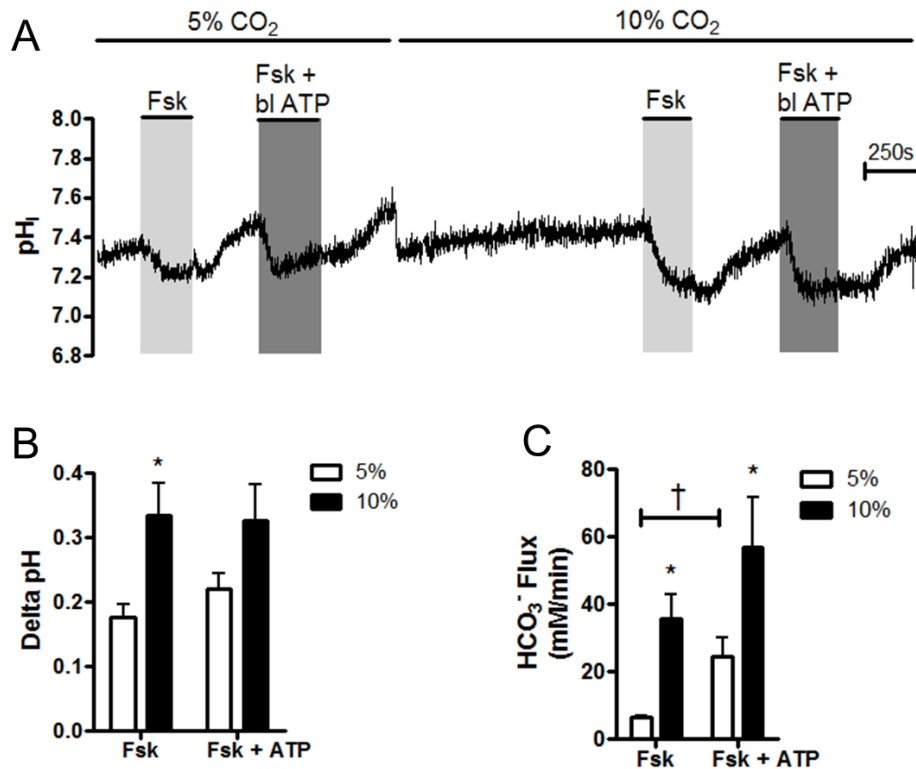 A
5% CO2
10% CO2
Fsk
Fsk +
bl ATP
Fsk
Fsk +
bl ATP
250s
8.0
7.8
7.6
7.4
7.2
7.0
6.8
pHi
B
Delta pH
0.4
0.3
0.2
0.1
0.0
*
5%
10%
Fsk
Fsk + ATP
C
HCO3- Flux
(mM/min)
80
60
40
20
0
†
*
*
5%
10%
Fsk
Fsk + ATP